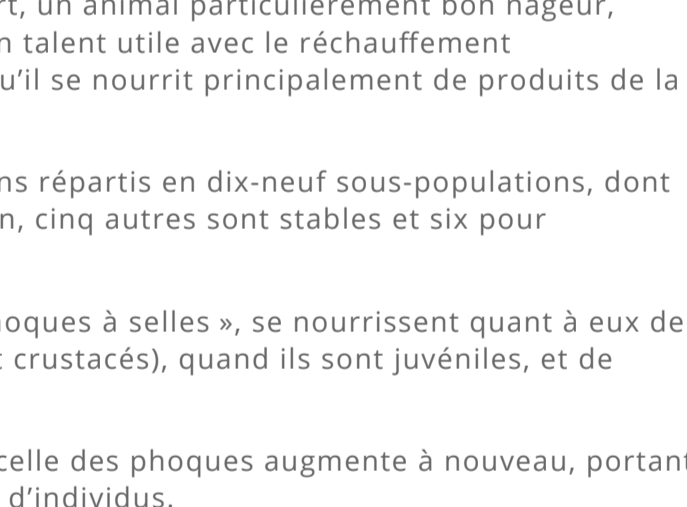 rt, un animal particulièrement bon nageur,
n talent utile avec le réchauffement
u'il se nourrit principalement de produits de la
ns répartis en dix-neuf sous-populations, dont
n, cinq autres sont stables et six pour
hoques à selles », se nourrissent quant à eux de
t crustacés), quand ils sont juvéniles, et de
celle des phoques augmente à nouveau, portant
d'individus.